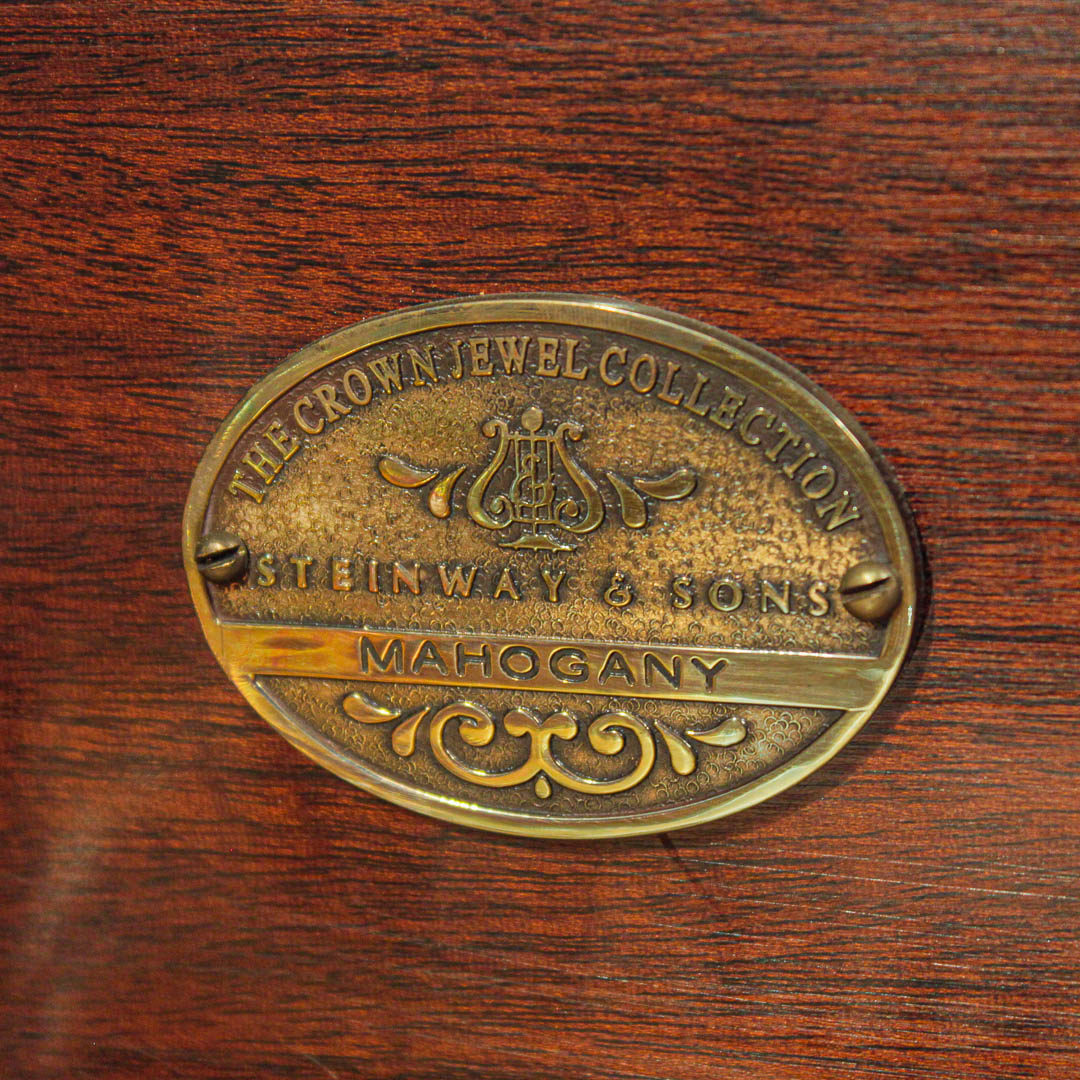 THE CROWN JEWEL COLLECTION
STEINWAY & SONS
MAHOGANY